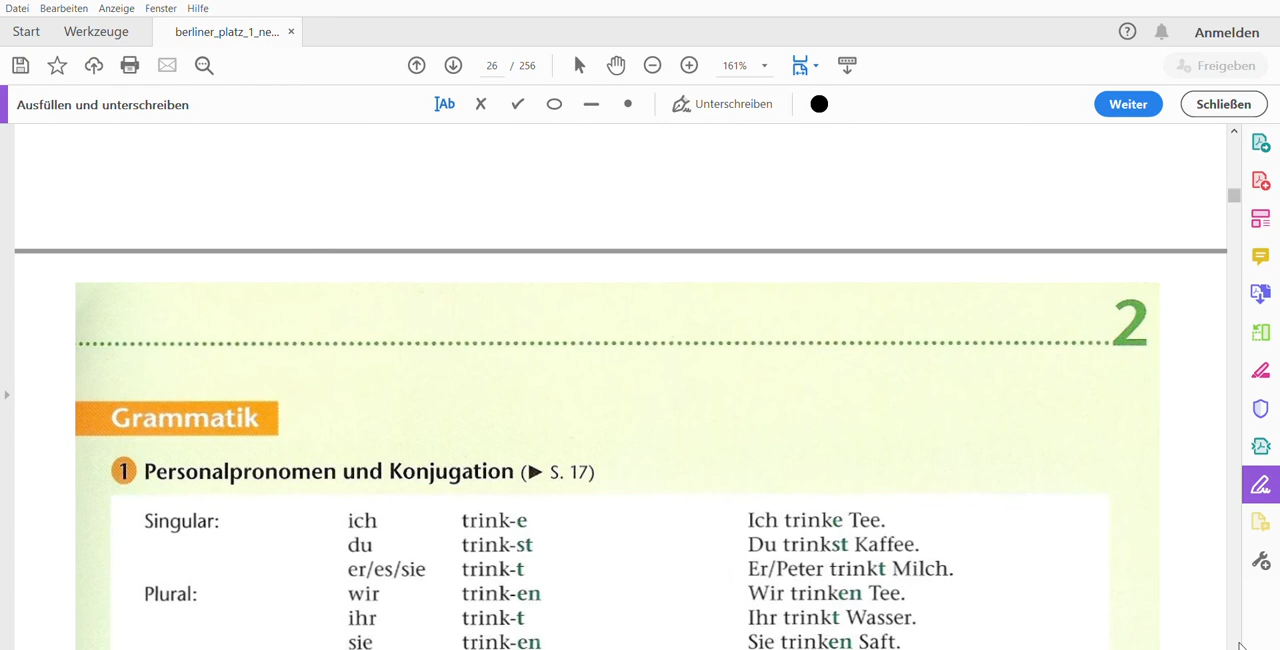 Datei Bearbeiten Anzeige Fenster Hilfe
Start Werkzeuge berliner_platz_1_ne... × ? Anmelden
26 / 256 161% Freigeben
Ausfüllen und unterschreiben Ab Unterschreiben Weiter Schließen
2
Grammatik
1 Personalpronomen und Konjugation (▶ S. 17)
Singular: ich trink-e Ich trinke Tee.
du trink-st Du trinkst Kaffee.
er/es/sie trink-t Er/Peter trinkt Milch.
Plural: wir trink-en Wir trinken Tee.
ihr trink-t Ihr trinkt Wasser.
sie trink-en Sie trinken Saft.